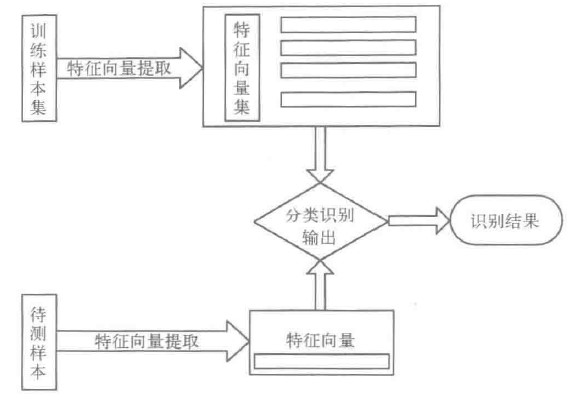 训练样本集
特征向量提取
特征向量集
分类识别
输出
识别结果
待测样本
特征向量提取
特征向量